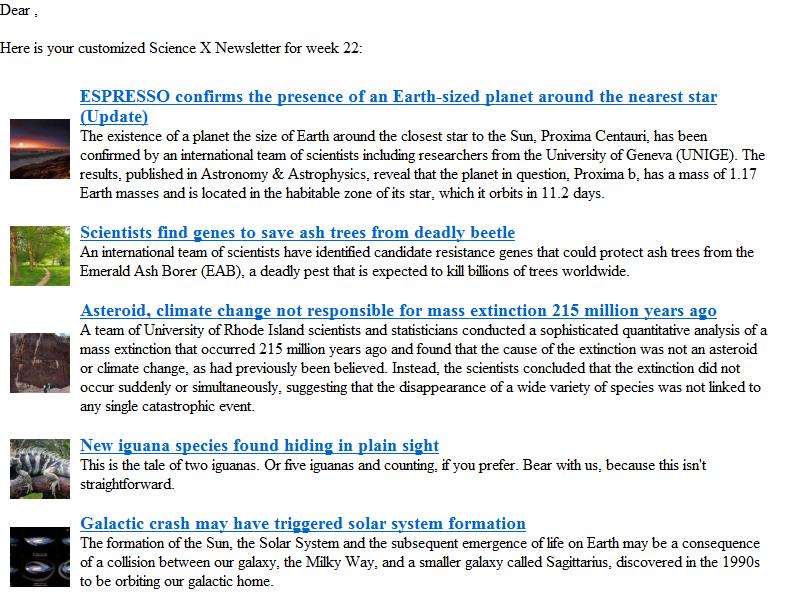 Dear ,
Here is your customized Science X Newsletter for week 22:
ESPRESSO confirms the presence of an Earth-sized planet around the nearest star
(Update)
The existence of a planet the size of Earth around the closest star to the Sun, Proxima Centauri, has been
confirmed by an international team of scientists including researchers from the University of Geneva (UNIGE). The
results, published in Astronomy & Astrophysics, reveal that the planet in question, Proxima b, has a mass of 1.17
Earth masses and is located in the habitable zone of its star, which it orbits in 11.2 days.
Scientists find genes to save ash trees from deadly beetle
An international team of scientists have identified candidate resistance genes that could protect ash trees from the
Emerald Ash Borer (EAB), a deadly pest that is expected to kill billions of trees worldwide.
Asteroid, climate change not responsible for mass extinction 215 million years ago
A team of University of Rhode Island scientists and statisticians conducted a sophisticated quantitative analysis of a
mass extinction that occurred 215 million years ago and found that the cause of the extinction was not an asteroid
or climate change, as had previously been believed. Instead, the scientists concluded that the extinction did not
occur suddenly or simultaneously, suggesting that the disappearance of a wide variety of species was not linked to
any single catastrophic event.
New iguana species found hiding in plain sight
This is the tale of two iguanas. Or five iguanas and counting, if you prefer. Bear with us, because this isn't
straightforward.
Galactic crash may have triggered solar system formation
The formation of the Sun, the Solar System and the subsequent emergence of life on Earth may be a consequence
of a collision between our galaxy, the Milky Way, and a smaller galaxy called Sagittarius, discovered in the 1990s
to be orbiting our galactic home.